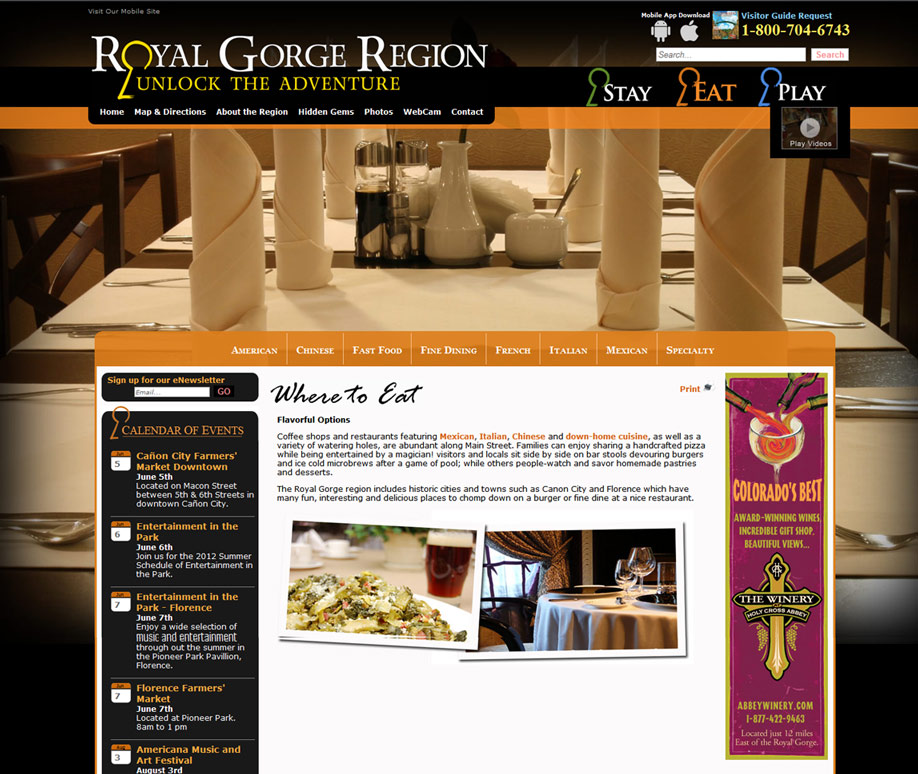 Visit Our Mobile Site
Mobile App Download
Visitor Guide Request
1-800-704-6743
Search...
Search
ROYAL GORGE REGION
UNLOCK THE ADVENTURE
STAY
EAT
PLAY
Home Map & Directions About the Region Hidden Gems Photos WebCam Contact
Play Videos
AMERICAN CHINESE FAST FOOD FINE DINING FRENCH ITALIAN MEXICAN SPECIALTY
Sign up for our eNewsletter
Email...
GO
CALENDAR OF EVENTS
5
Cañon City Farmers'
Market Downtown
June 5th
Located on Macon Street
between 5th & 6th Streets in
downtown Cañon City.
6
Entertainment in the
Park
June 6th
Join us for the 2012 Summer
Schedule of Entertainment in
the Park.
7
Entertainment in the
Park - Florence
June 7th
Enjoy a wide selection of
music and entertainment
through out the summer in
the Pioneer Park Pavilion,
Florence.
7
Florence Farmers'
Market
June 7th
Located at Pioneer Park.
8am to 1 pm
3
Americana Music and
Art Festival
August 3rd
Where to Eat
Print
Flavorful Options
Coffee shops and restaurants featuring Mexican, Italian, Chinese and down-home cuisine, as well as a
variety of watering holes, are abundant along Main Street. Families can enjoy sharing a handcrafted pizza
while being entertained by a magician! visitors and locals sit side by side on bar stools devouring burgers
and ice cold microbrews after a game of pool; while others people-watch and savor homemade pastries
and desserts.
The Royal Gorge region includes historic cities and towns such as Canon City and Florence which have
many fun, interesting and delicious places to chomp down on a burger or fine dine at a nice restaurant.
COLORADO'S BEST
AWARD-WINNING WINES,
INCREDIBLE GIFT SHOP,
BEAUTIFUL VIEWS...
THE WINERY
HOLY CROSS ABBEY
ABBEYWINERY.COM
1-877-422-9463
Located just 12 miles
East of the Royal Gorge.